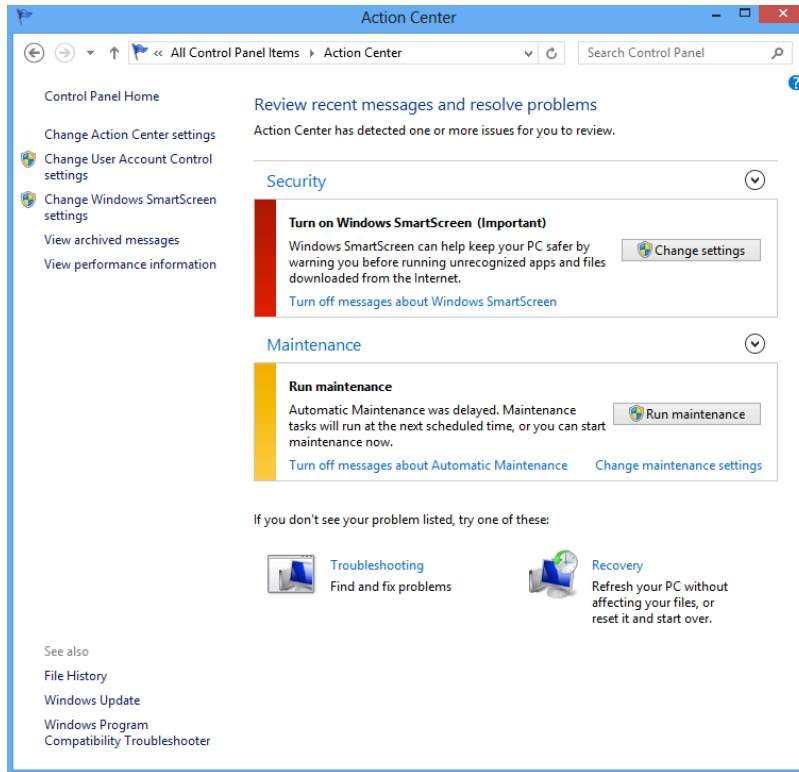 Action Center
« All Control Panel Items Action Center
Search Control Panel
Control Panel Home
Change Action Center settings
Change User Account Control
settings
Change Windows SmartScreen
settings
View archived messages
View performance information
Review recent messages and resolve problems
Action Center has detected one or more issues for you to review.
Security
Turn on Windows SmartScreen (Important)
Windows SmartScreen can help keep your PC safer by
warning you before running unrecognized apps and files
downloaded from the Internet.
Change settings
Turn off messages about Windows SmartScreen
Maintenance
Run maintenance
Automatic Maintenance was delayed. Maintenance
tasks will run at the next scheduled time, or you can start
maintenance now.
Run maintenance
Turn off messages about Automatic Maintenance
Change maintenance settings
If you don't see your problem listed, try one of these:
Troubleshooting
Find and fix problems
Recovery
Refresh your PC without
affecting your files, or
reset it and start over.
See also
File History
Windows Update
Windows Program
Compatibility Troubleshooter